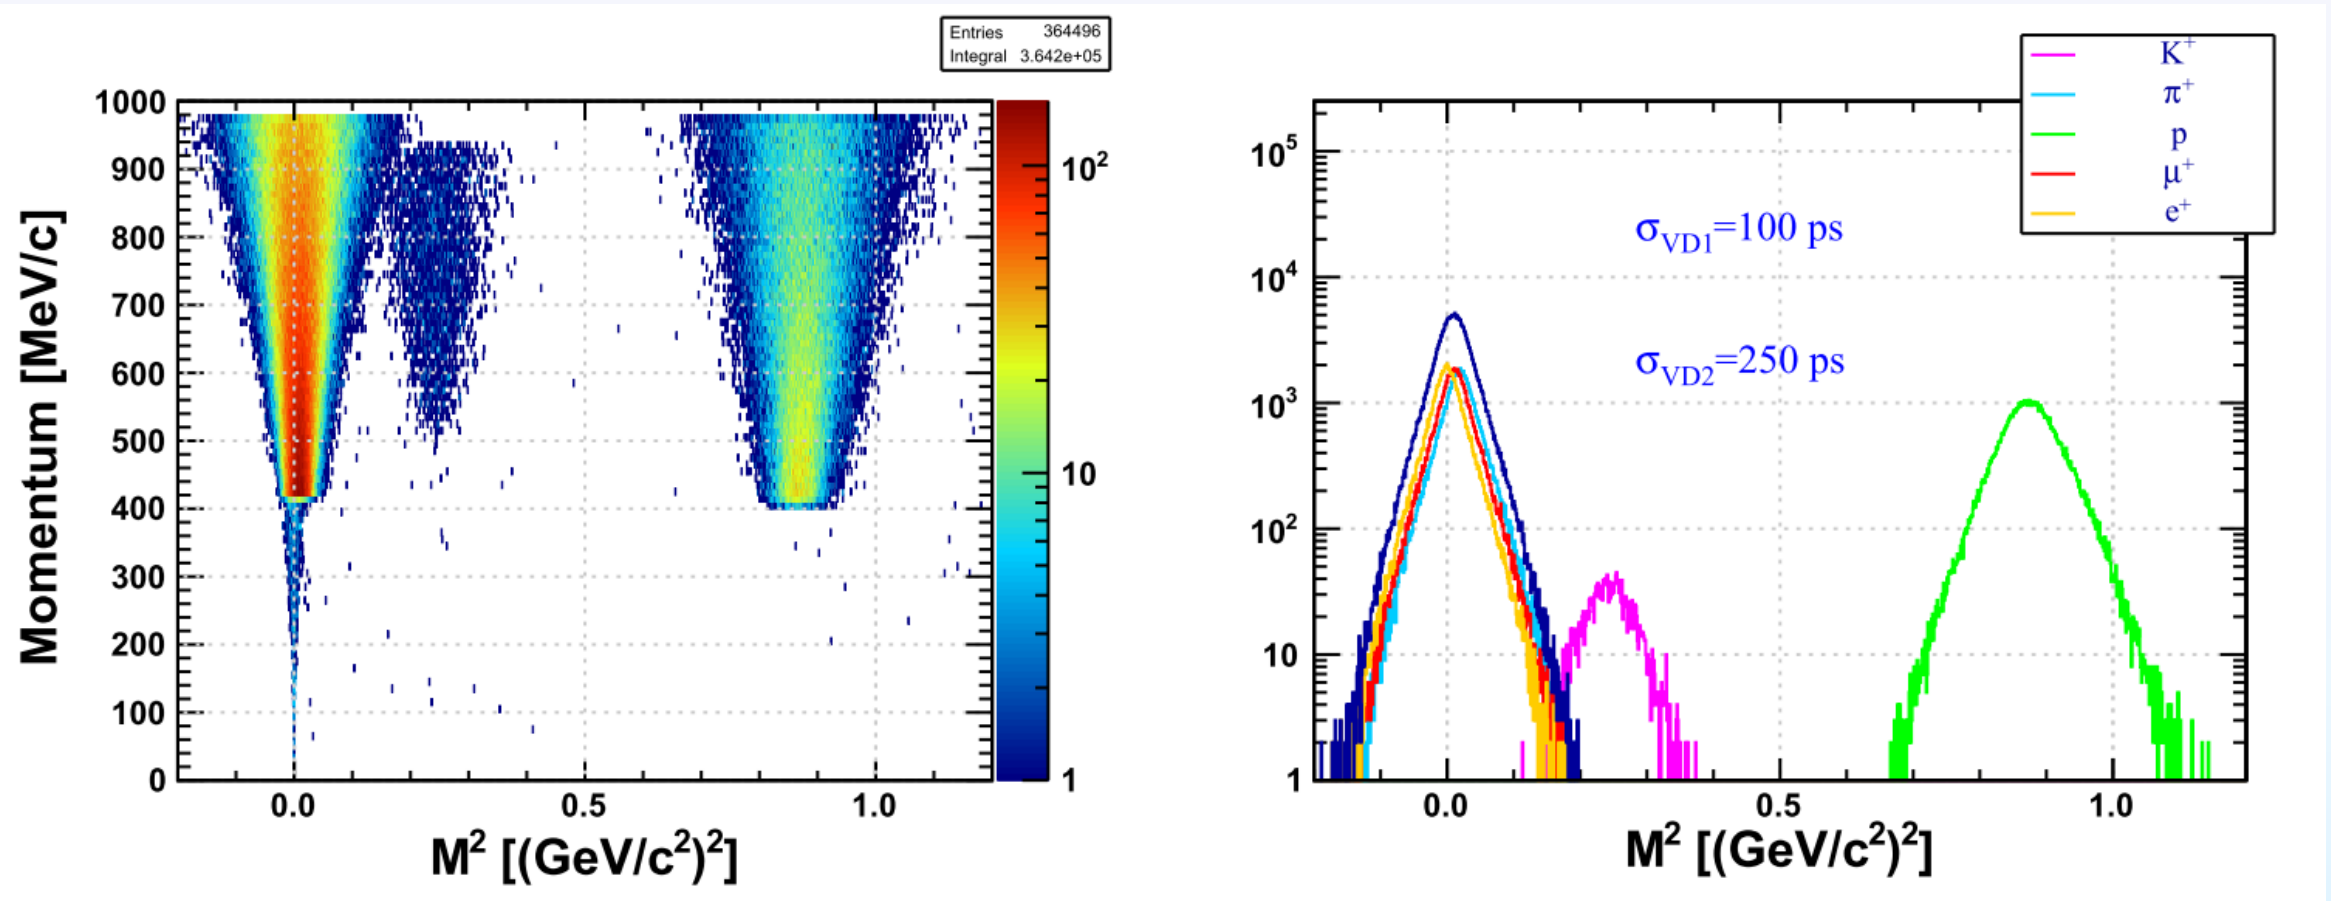 Entries 364496
Integral 3.642e+05
1000
900
800
700
600
500
400
300
200
100
0
Momentum [MeV/c]
0.0 0.5 1.0
M² [(GeV/c²)²]
10²
10
1
K⁺
π⁺
p
μ⁺
e⁺
σ_VD1=100 ps
σ_VD2=250 ps
10⁵
10⁴
10³
10²
10
1
0.0 0.5 1.0
M² [(GeV/c²)²]